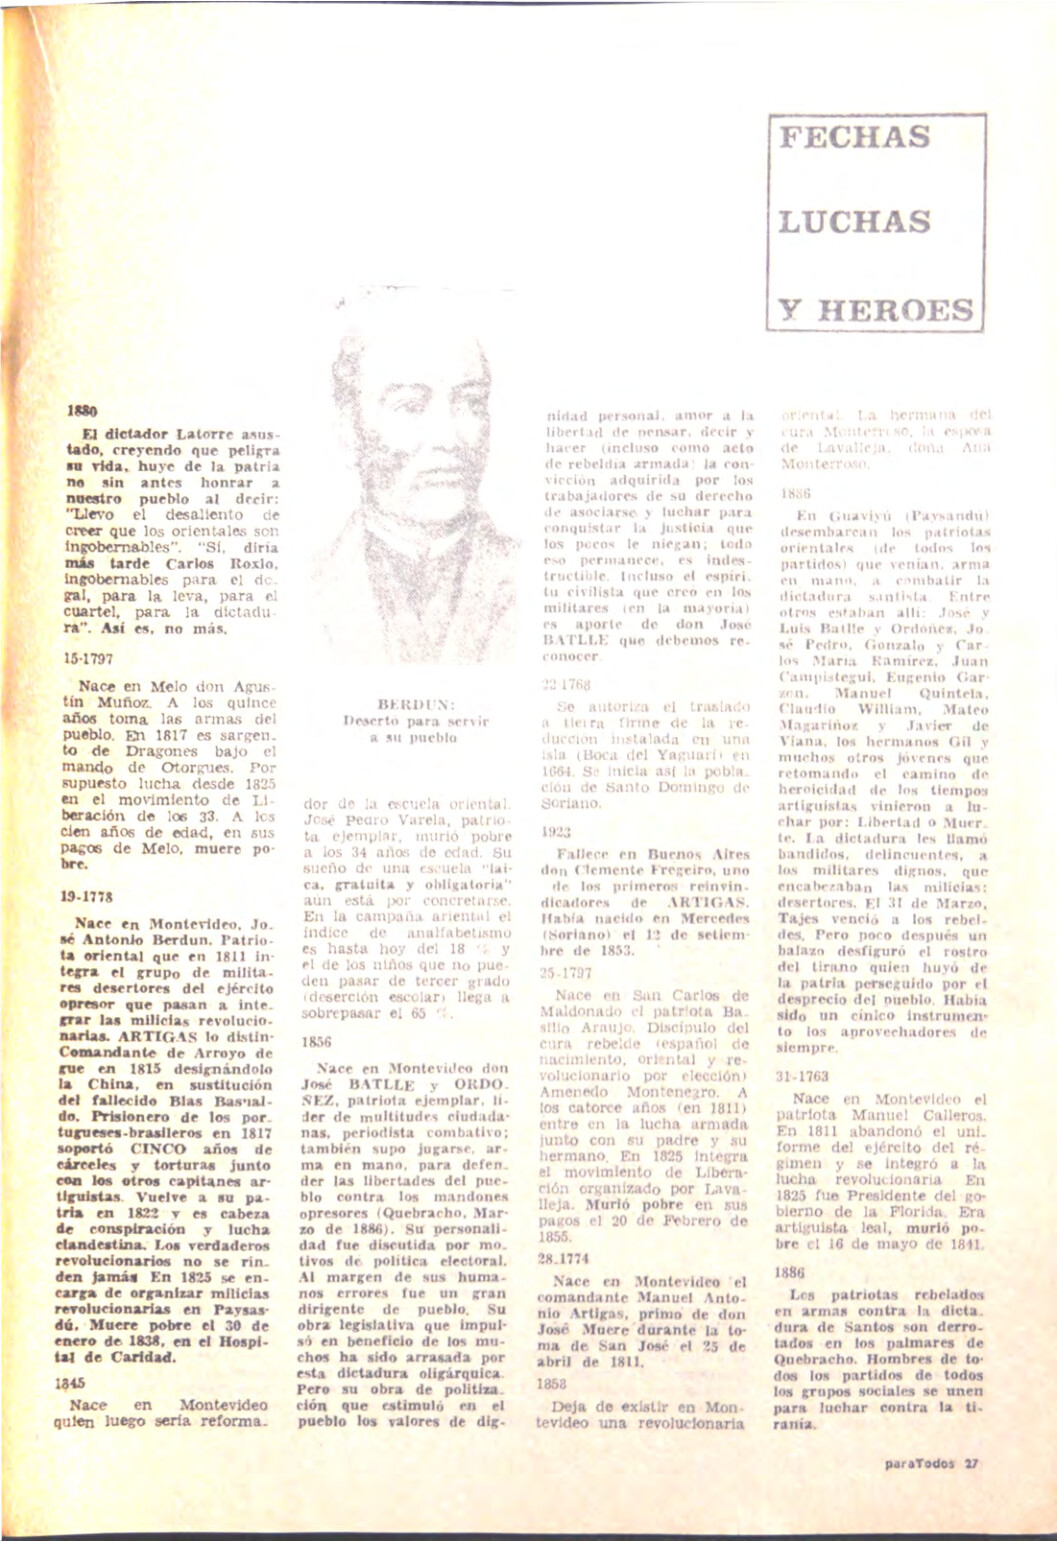 FECHAS
LUCHAS
Y HEROES
1880
El dictador Latorre asus-
tado, creyendo que peligra
su vida, huye de la patria
no sin antes honrar a
nuestro pueblo al decir:
"Llevo el desaliento de
creer que los orientales son
ingobernables". "Sí, diría
más tarde Carlos Roxlo,
ingobernables para el do-
gal, para la leva, para el
cuartel, para la dictadu-
ra". Así es, no más.
15-1797
Nace en Melo don Agus-
tín Muñoz. A los quince
años toma las armas del
pueblo. En 1817 es sargen-
to de Dragones bajo el
mando de Otorgues. Por
supuesto lucha desde 1825
en el movimiento de Li-
beración de los 33. A los
cien años de edad, en sus
pagos de Melo, muere po-
bre.
19-1778
Nace en Montevideo, Jo-
sé Antonio Berdun. Patrio-
ta oriental que en 1811 in-
tegra el grupo de milita-
res desertores del ejército
opresor que pasan a inte-
grar las milicias revolucio-
narias. ARTIGAS lo distin-
Comandante de Arroyo de
gue en 1815 designándolo
la China, en sustitución
del fallecido Blas Basual-
do. Prisionero de los por-
tugueses-brasileros en 1817
soportó CINCO años de
cárceles y torturas junto
con los otros capitanes ar-
tiguistas. Vuelve a su pa-
tria en 1822 y es cabeza
de conspiración y lucha
clandestina. Los verdaderos
revolucionarios no se rin-
den jamás En 1825 se en-
carga de organizar milicias
revolucionarias en Paysan-
dú. Muere pobre el 30 de
enero de 1838, en el Hospi-
tal de Caridad.
1845
Nace en Montevideo
quien luego sería reforma-
BERDUN:
Desertó para servir
a su pueblo
dor de la escuela oriental.
José Pedro Varela, patrio-
ta ejemplar, murió pobre
a los 34 años de edad. Su
sueño de una escuela "lai-
ca, gratuita y obligatoria"
aún está por concretarse.
En la campaña ariental el
índice de analfabetismo
es hasta hoy del 18 % y
el de los niños que no pue-
den pasar de tercer grado
(deserción escolar) llega a
sobrepasar el 65 %.
1856
Nace en Montevideo don
José BATLLE y ORDO-
ÑEZ, patriota ejemplar, lí-
der de multitudes ciudada-
nas, periodista combativo;
también supo jugarse, ar-
ma en mano, para defen-
der las libertades del pue-
blo contra los mandones
opresores (Quebracho, Mar-
zo de 1886). Su personali-
dad fue discutida por mo-
tivos de política electoral.
Al margen de sus huma-
nos errores fue un gran
dirigente de pueblo. Su
obra legislativa que impul-
só en beneficio de los mu-
chos ha sido arrasada por
esta dictadura oligárquica.
Pero su obra de politiza-
ción que estimuló en el
pueblo los valores de dig-
nidad personal, amor a la
libertad de pensar, decir y
hacer (incluso como acto
de rebeldía armada; la con-
vicción adquirida por los
trabajadores de su derecho
de asociarse y luchar para
conquistar la justicia que
los pocos le niegan; todo
eso permanece, es indes-
tructible. Incluso el espíri-
tu civilista que creó en los
militares (en la mayoría)
es aporte de don José
BATLLE que debemos re-
conocer.
22-1768
Se autoriza el traslado
a tierra firme de la re-
ducción instalada en una
isla (Boca del Yaguarí) en
1664. Se inicia así la pobla-
ción de Santo Domingo de
Soriano.
1923
Fallece en Buenos Aires
don Clemente Fregeiro, uno
de los primeros reinvin-
dicadores de ARTIGAS.
Había nacido en Mercedes
(Soriano) el 12 de setiem-
bre de 1853.
25-1797
Nace en San Carlos de
Maldonado el patriota Ba-
silio Araujo. Discípulo del
cura rebelde (español de
nacimiento, oriental y re-
volucionario por elección)
Amenedo Montenegro. A
los catorce años (en 1811)
entre en la lucha armada
junto con su padre y su
hermano. En 1825 integra
el movimiento de Libera-
ción organizado por Lava-
lleja. Murió pobre en sus
pagos el 20 de Febrero de
1855.
28-1774
Nace en Montevideo el
comandante Manuel Anto-
nio Artigas, primo de don
José Muere durante la to-
ma de San José el 25 de
abril de 1811.
1858
Deja de existir en Mon-
tevideo una revolucionaria
oriental. La hermana del
cura Monterroso, la esposa
de Lavalleja, doña Ana
Monterroso.
1886
En Guaviyú (Paysandú)
desembarcan los patriotas
orientales (de todos los
partidos) que venían, arma
en mano, a combatir la
dictadura santista. Entre
otros estaban allí: José y
Luis Batlle y Ordóñez, Jo-
sé Pedro, Gonzalo y Car-
los María Ramírez, Juan
Campistegui, Eugenio Gar-
zón, Manuel Quintela,
Claudio William, Mateo
Magariños y Javier de
Viana, los hermanos Gil y
muchos otros jóvenes que
retomando el camino de
heroicidad de los tiempos
artiguistas vinieron a lu-
char por: Libertad o Muer-
te. La dictadura les llamó
bandidos, delincuentes, a
los militares dignos, que
encabezaban las milicias:
desertores. El 31 de Marzo,
Tajes venció a los rebel-
des. Pero poco después un
balazo desfiguró el rostro
del tirano quien huyó de
la patria perseguido por el
desprecio del pueblo. Había
sido un cínico instrumen-
to los aprovechadores de
siempre.
31-1763
Nace en Montevideo el
patriota Manuel Calleros.
En 1811 abandonó el uni-
forme del ejército del ré-
gimen y se integró a la
lucha revolucionaria En
1825 fue Presidente del go-
bierno de la Florida. Era
artiguista leal, murió po-
bre el 16 de mayo de 1841.
1886
Los patriotas rebelados
en armas contra la dicta-
dura de Santos son derro-
tados en los palmares de
Quebracho. Hombres de to-
dos los partidos de todos
los grupos sociales se unen
para luchar contra la ti-
ranía.
paraTodos 27